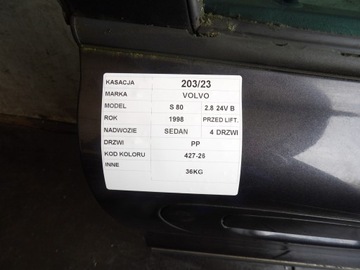 KASACJA 203/23
MARKA VOLVO
MODEL S 80 2.8 24V B
ROK 1998 PRZED LIFT.
NADWOZIE SEDAN 4 DRZWI
DRZWI PP
KOD KOLORU 427-26
INNE 36KG